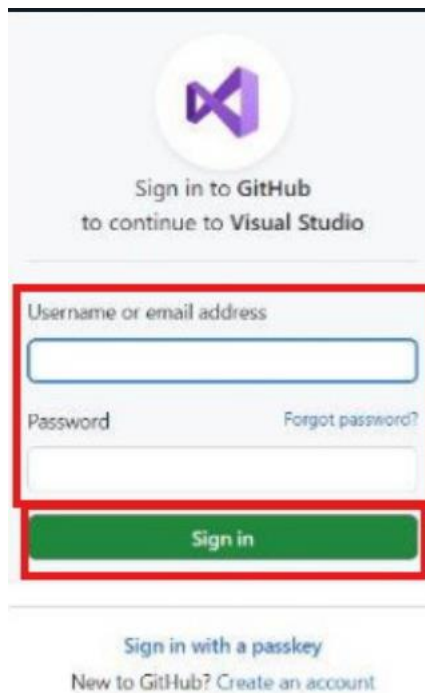 Sign in to GitHub
to continue to Visual Studio
Username or email address
Password Forgot password?
Sign in
Sign in with a passkey
New to GitHub? Create an account